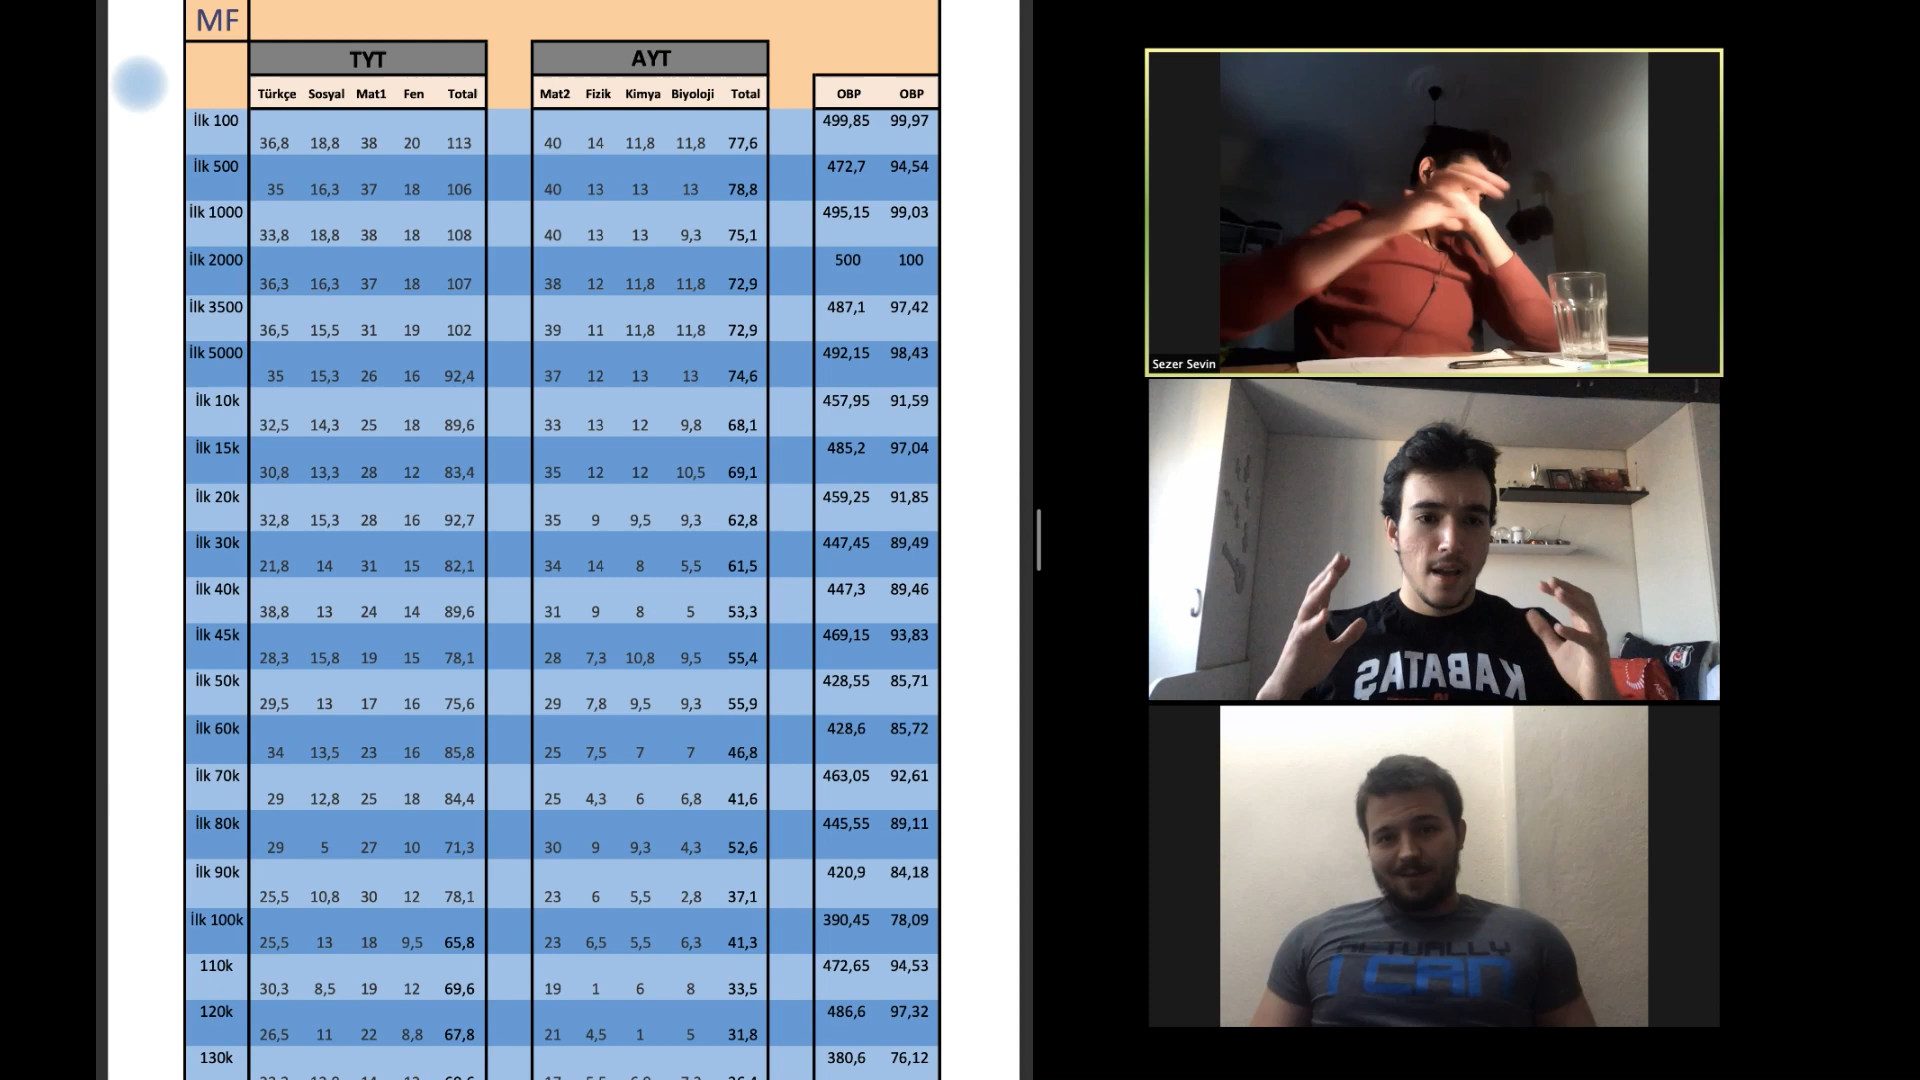 MF
TYT AYT
Türkçe Sosyal Mat1 Fen Total Mat2 Fizik Kimya Biyoloji Total OBP OBP
İlk 100 36,8 18,8 38 20 113 40 14 11,8 11,8 77,6 499,85 99,97
İlk 500 35 16,3 37 18 106 40 13 13 13 78,8 472,7 94,54
İlk 1000 33,8 18,8 38 18 108 40 13 13 9,3 75,1 495,15 99,03
İlk 2000 36,3 16,3 37 18 107 38 12 11,8 11,8 72,9 500 100
İlk 3500 36,5 15,5 31 19 102 39 11 11,8 11,8 72,9 487,1 97,42
İlk 5000 35 15,3 26 16 92,4 37 12 13 13 74,6 492,15 98,43
İlk 10k 32,5 14,3 25 18 89,6 33 13 12 9,8 68,1 457,95 91,59
İlk 15k 30,8 13,3 28 12 83,4 35 12 12 10,5 69,1 485,2 97,04
İlk 20k 32,8 15,3 28 16 92,7 35 9 9,5 9,3 62,8 459,25 91,85
İlk 30k 21,8 14 31 15 82,1 34 14 8 5,5 61,5 447,45 89,49
İlk 40k 38,8 13 24 14 89,6 31 9 8 5 53,3 447,3 89,46
İlk 45k 28,3 15,8 19 15 78,1 28 7,3 10,8 9,5 55,4 469,15 93,83
İlk 50k 29,5 13 17 16 75,6 29 7,8 9,5 9,3 55,9 428,55 85,71
İlk 60k 34 13,5 23 16 85,8 25 7,5 7 7 46,8 428,6 85,72
İlk 70k 29 12,8 25 18 84,4 25 4,3 6 6,8 41,6 463,05 92,61
İlk 80k 29 5 27 10 71,3 30 9 9,3 4,3 52,6 445,55 89,11
İlk 90k 25,5 10,8 30 12 78,1 23 6 5,5 2,8 37,1 420,9 84,18
İlk 100k 25,5 13 18 9,5 65,8 23 6,5 5,5 6,3 41,3 390,45 78,09
110k 30,3 8,5 19 12 69,6 19 1 6 8 33,5 472,65 94,53
120k 26,5 11 22 8,8 67,8 21 4,5 1 5 31,8 486,6 97,32
130k 380,6 76,12
Sezer Sevin
KABATAŞ
ACTUALLY
I CAN